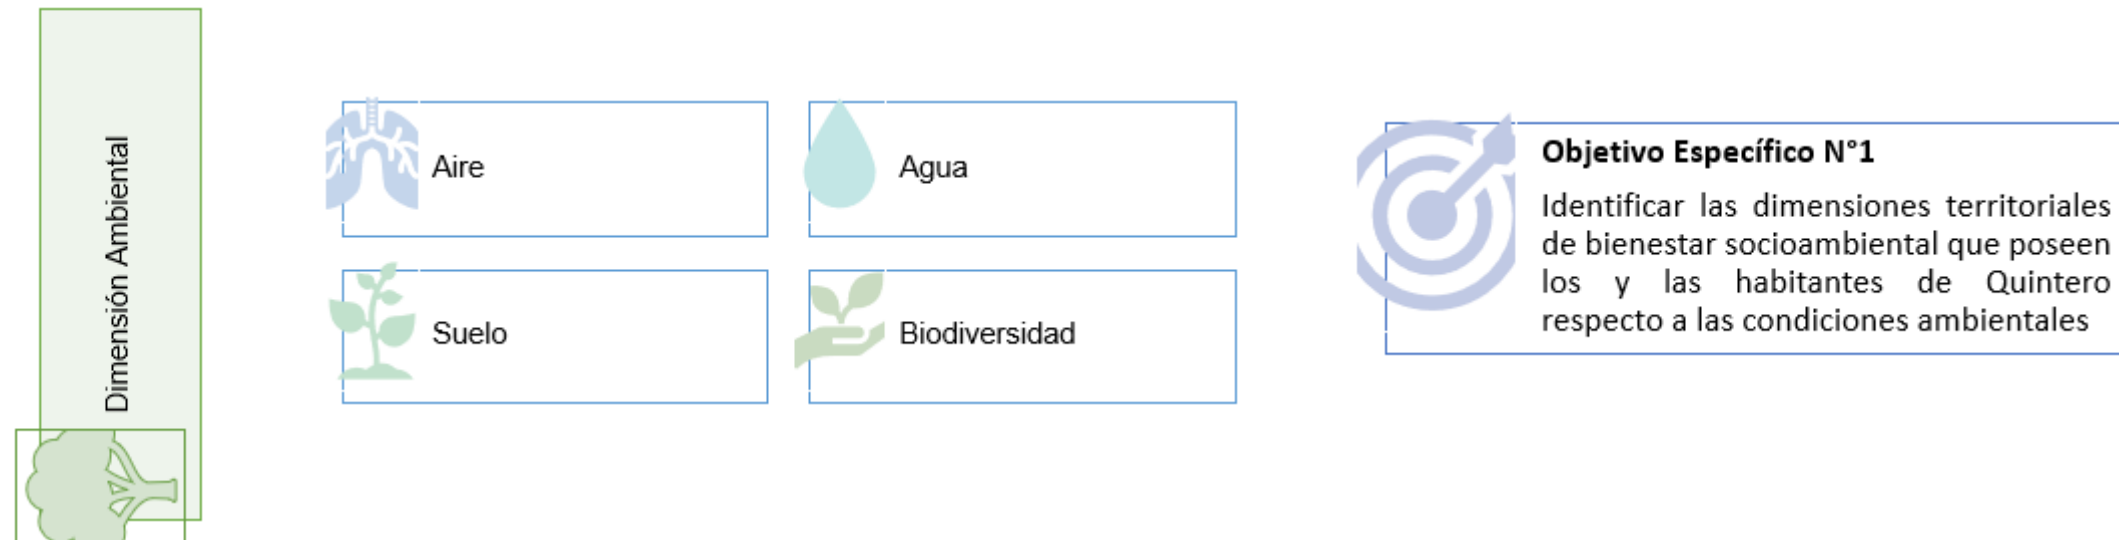 Dimensión Ambiental
Aire
Agua
Suelo
Biodiversidad
Objetivo Específico N°1
Identificar las dimensiones territoriales
de bienestar socioambiental que poseen
los y las habitantes de Quintero
respecto a las condiciones ambientales